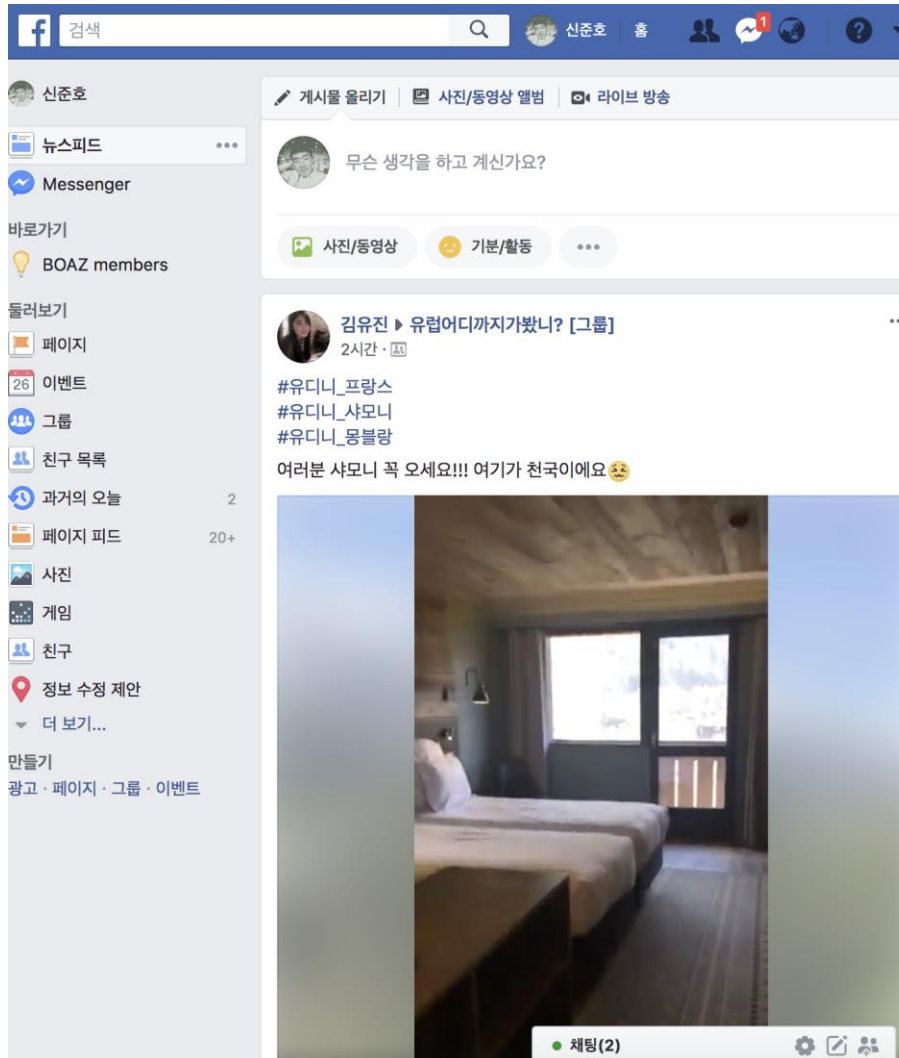 f 검색 신준호 홈 1 ?
신준호
뉴스피드
Messenger
바로가기
BOAZ members
둘러보기
페이지
26 이벤트
그룹
친구 목록
과거의 오늘 2
페이지 피드 20+
사진
게임
친구
정보 수정 제안
더 보기...
만들기
광고 · 페이지 · 그룹 · 이벤트
게시물 올리기 사진/동영상 앨범 라이브 방송
무슨 생각을 하고 계신가요?
사진/동영상 기분/활동
김유진 ▶ 유럽어디까지가봤니? [그룹]
2시간 ·
#유디니_프랑스
#유디니_샤모니
#유디니_몽블랑
여러분 샤모니 꼭 오세요!!! 여기가 천국이에요😖
채팅(2)